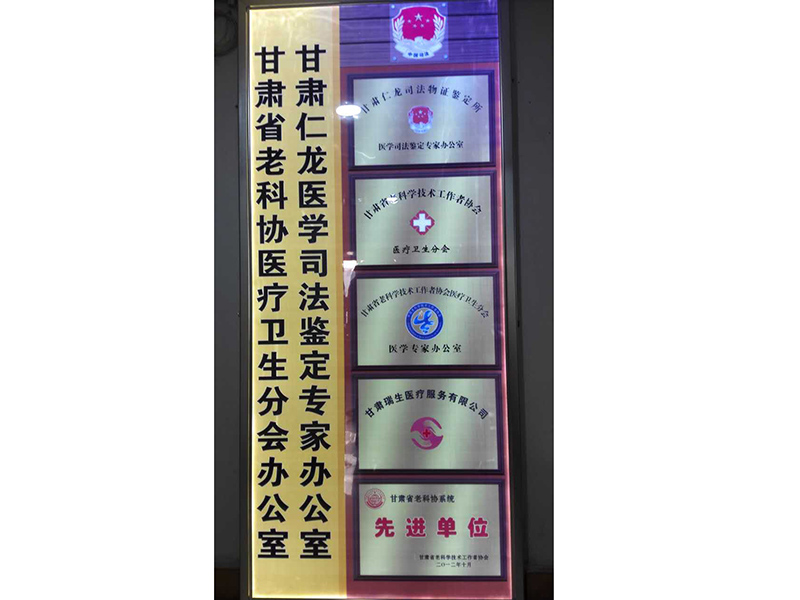 甘肃仁龙医学司法鉴定专家办公室
甘肃省老科协医疗卫生分会办公室
中国司法
甘肃仁龙司法物证鉴定所
医学司法鉴定专家办公室
甘肃省老科学技术工作者协会
医疗卫生分会
甘肃省老科学技术工作者协会医疗卫生分会
医学专家办公室
甘肃瑞生医疗服务有限公司
甘肃省老科协系统
先进单位
甘肃省老科学技术工作者协会
二〇一二年十月